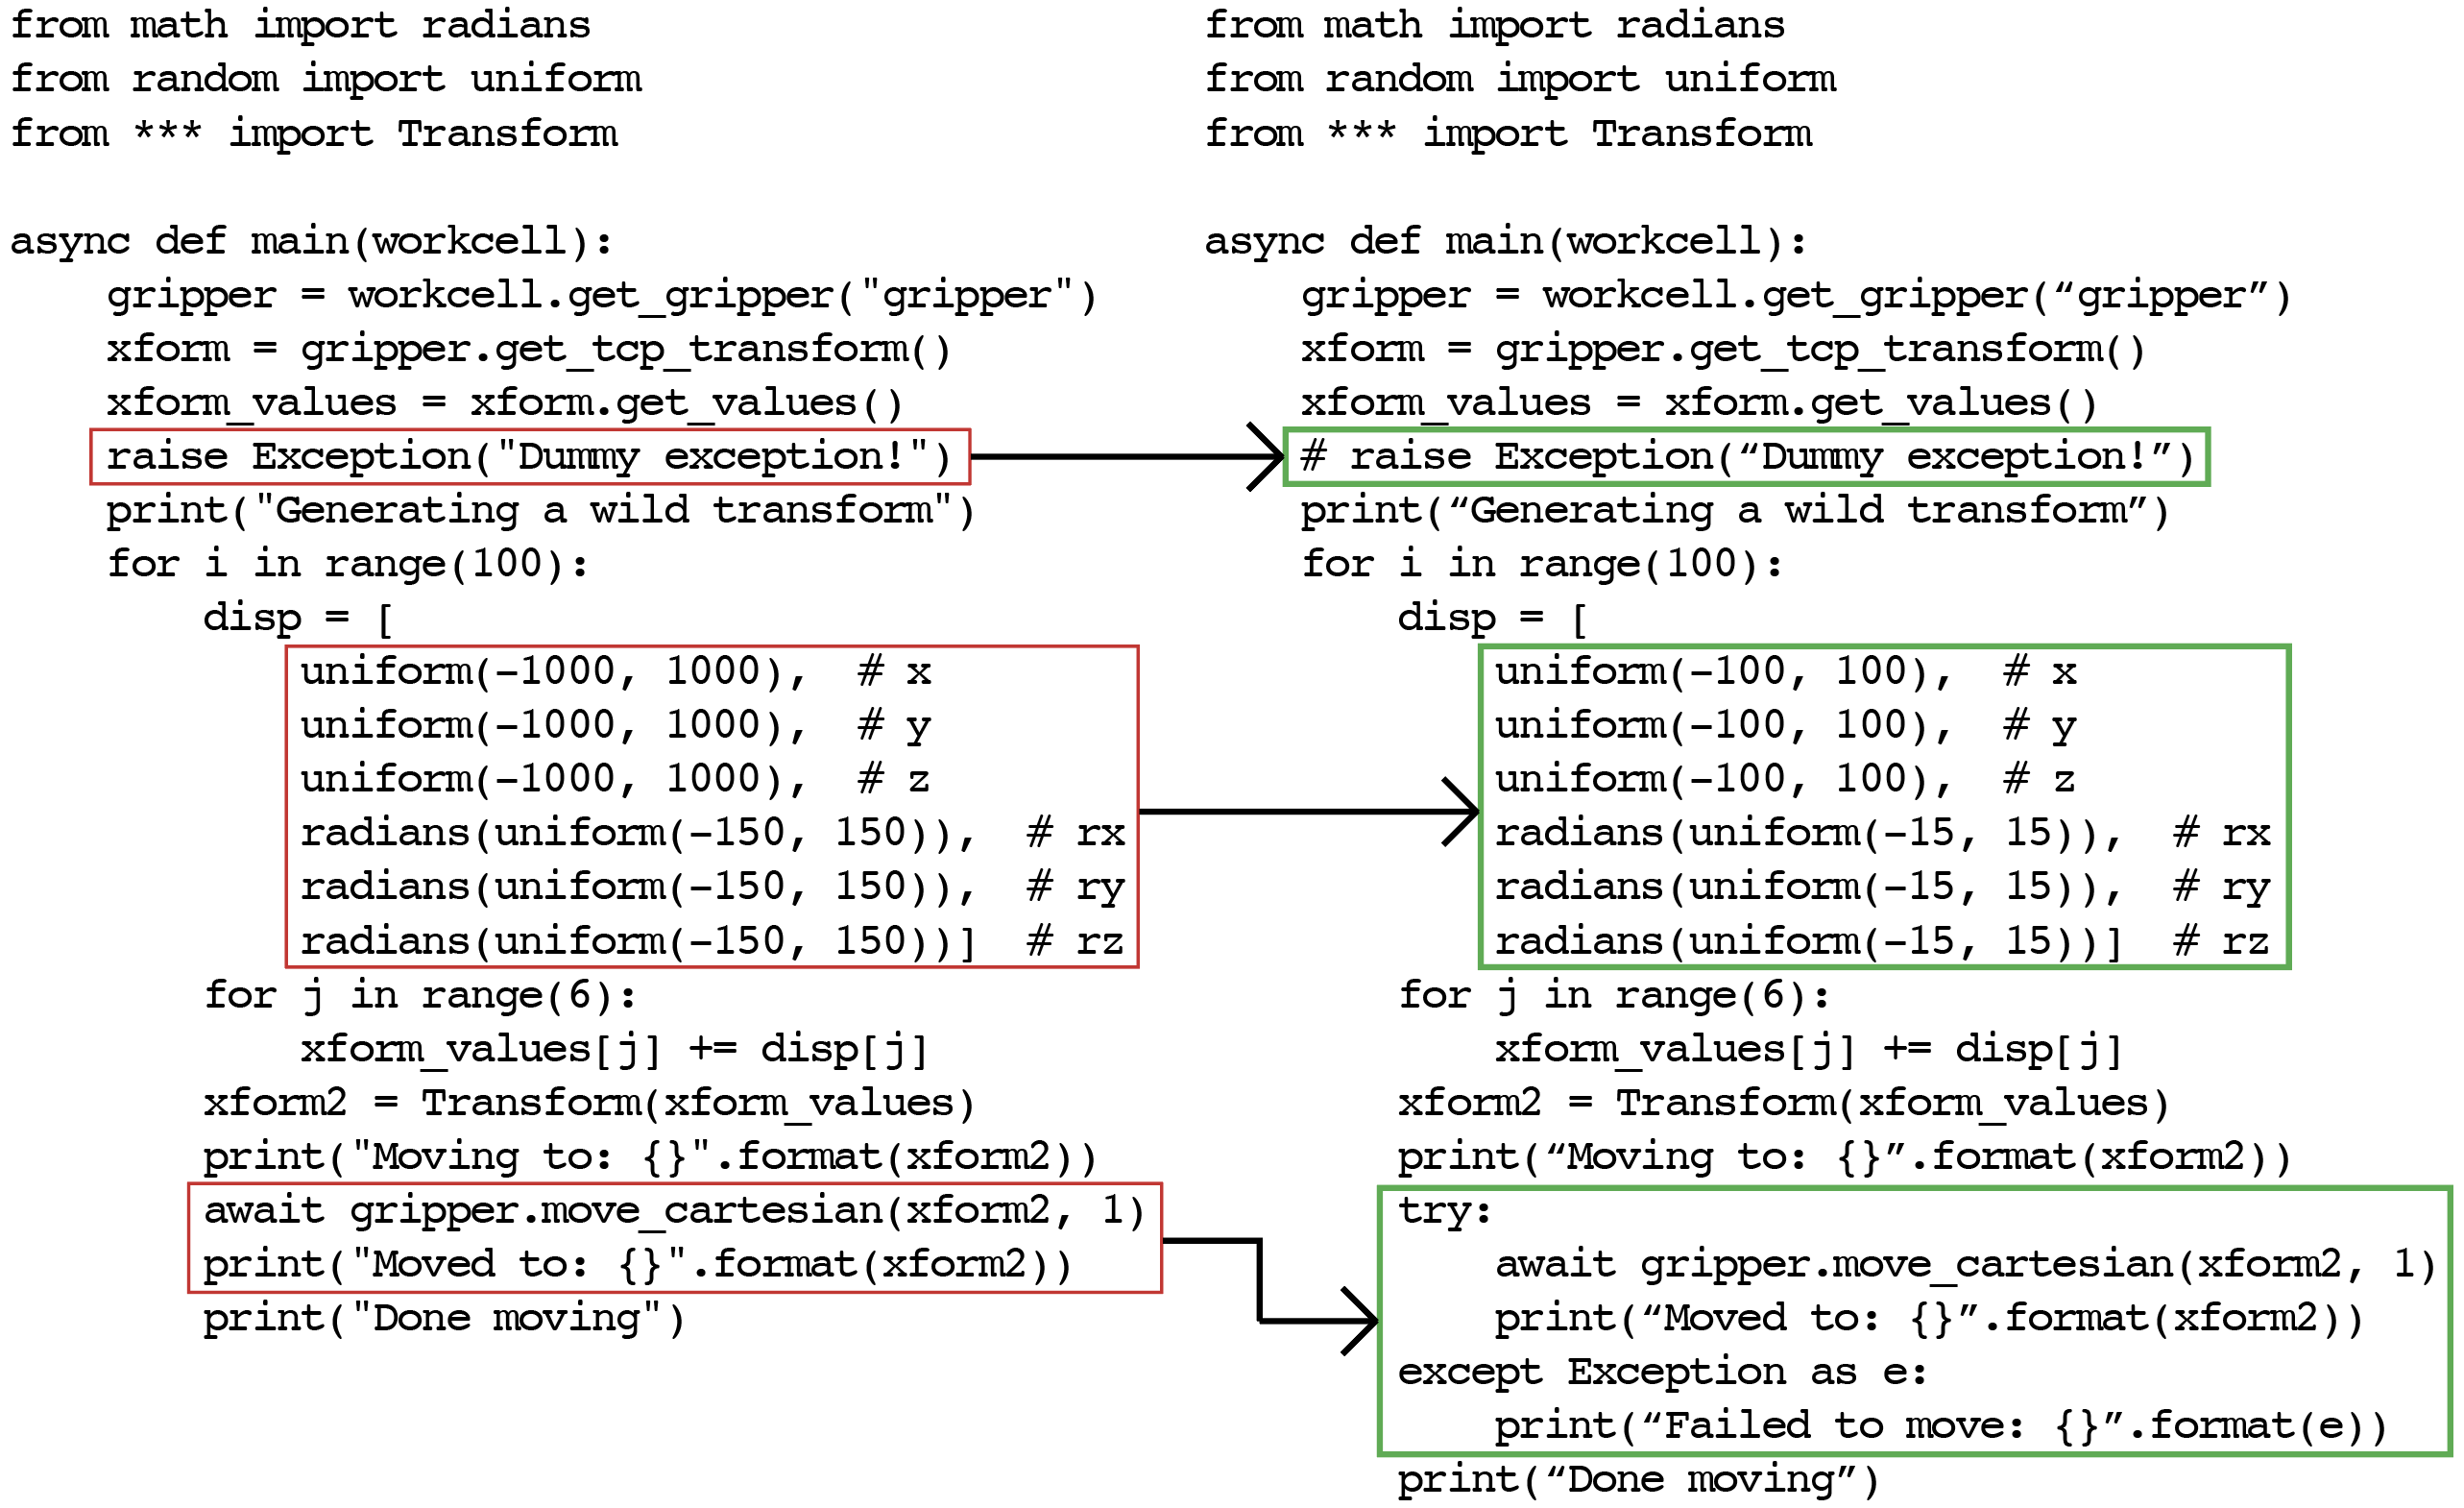 from math import radians
from random import uniform
from *** import Transform
async def main(workcell):
    gripper = workcell.get_gripper("gripper")
    xform = gripper.get_tcp_transform()
    xform_values = xform.get_values()
    raise Exception("Dummy exception!")
    print("Generating a wild transform")
    for i in range(100):
        disp = [
            uniform(-1000, 1000),  # x
            uniform(-1000, 1000),  # y
            uniform(-1000, 1000),  # z
            radians(uniform(-150, 150)),  # rx
            radians(uniform(-150, 150)),  # ry
            radians(uniform(-150, 150))]  # rz
        for j in range(6):
            xform_values[j] += disp[j]
        xform2 = Transform(xform_values)
        print("Moving to: {}".format(xform2))
        await gripper.move_cartesian(xform2, 1)
        print("Moved to: {}".format(xform2))
        print("Done moving")
from math import radians
from random import uniform
from *** import Transform
async def main(workcell):
    gripper = workcell.get_gripper(“gripper”)
    xform = gripper.get_tcp_transform()
    xform_values = xform.get_values()
    # raise Exception(“Dummy exception!”)
    print(“Generating a wild transform”)
    for i in range(100):
        disp = [
            uniform(-100, 100),  # x
            uniform(-100, 100),  # y
            uniform(-100, 100),  # z
            radians(uniform(-15, 15)),  # rx
            radians(uniform(-15, 15)),  # ry
            radians(uniform(-15, 15))]  # rz
        for j in range(6):
            xform_values[j] += disp[j]
        xform2 = Transform(xform_values)
        print(“Moving to: {}”.format(xform2))
        try:
            await gripper.move_cartesian(xform2, 1)
            print(“Moved to: {}”.format(xform2))
        except Exception as e:
            print(“Failed to move: {}”.format(e))
        print(“Done moving”)